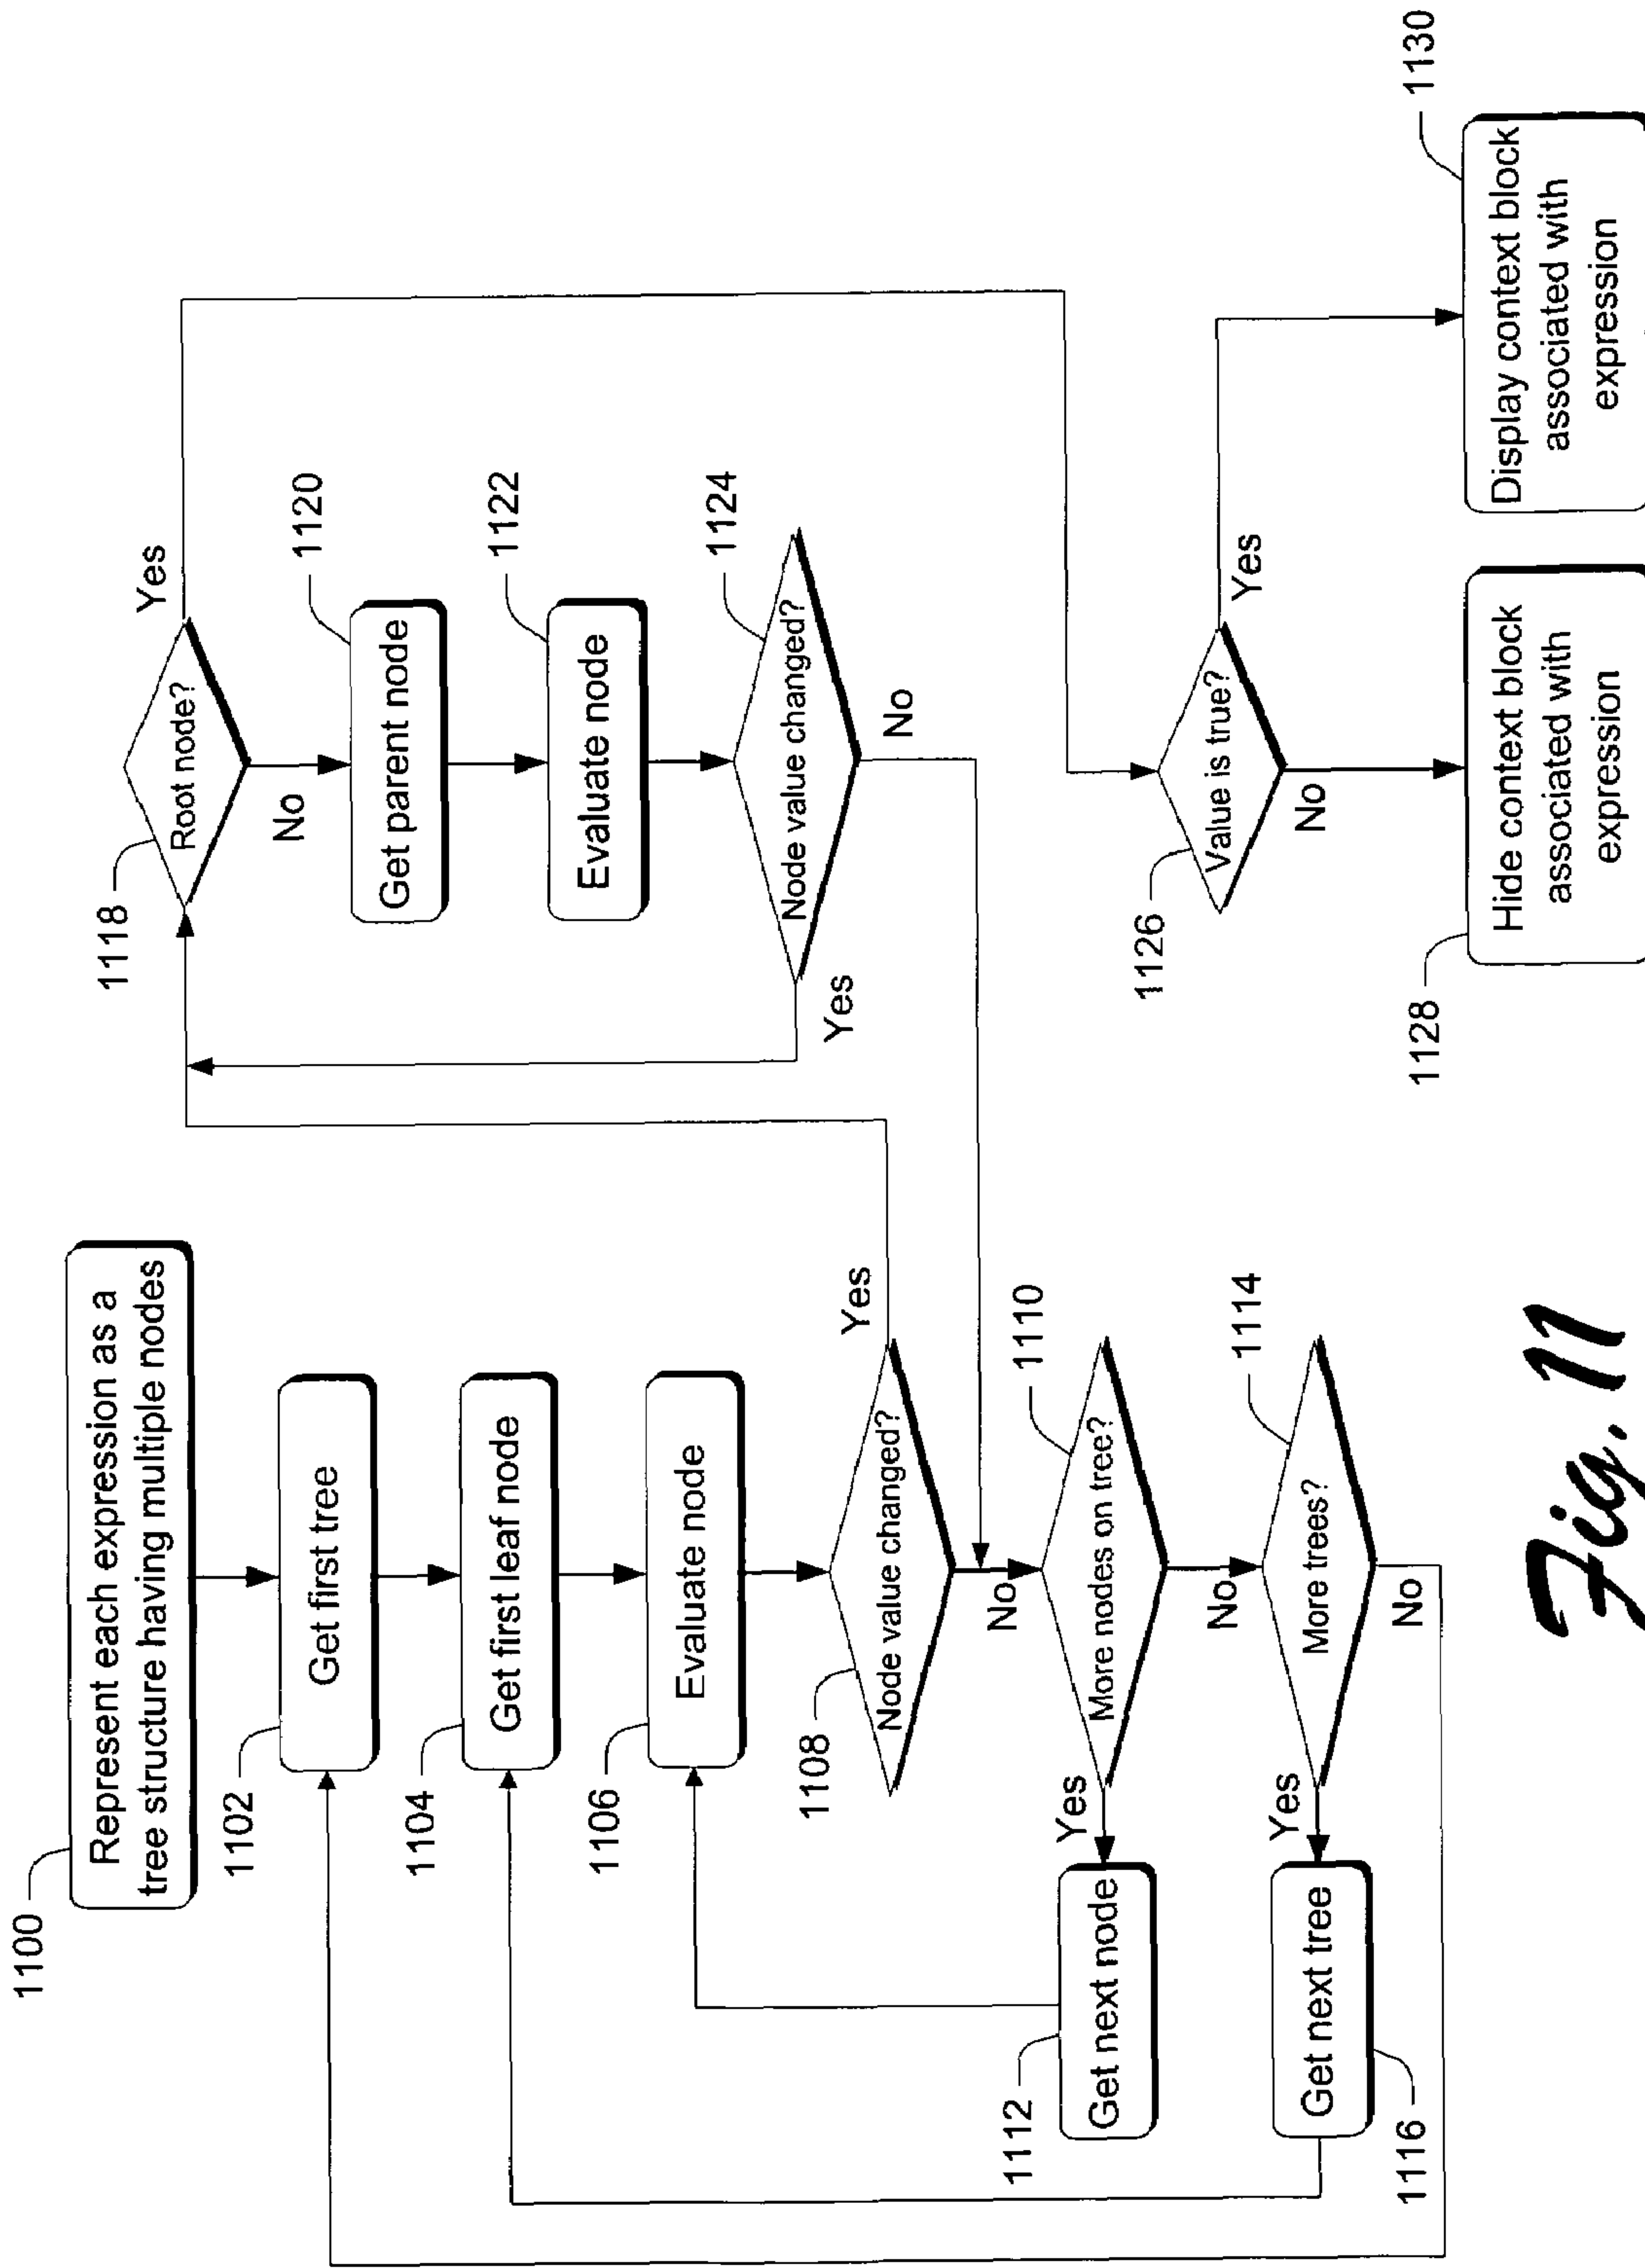 1100
Represent each expression as a
tree structure having multiple nodes
1102
Get first tree
1104
Get first leaf node
1106
Evaluate node
1108
Node value changed?
Yes
No
1110
More nodes on tree?
Yes
No
1112
Get next node
1114
More trees?
Yes
No
1116
Get next tree
1118
Root node?
Yes
No
1120
Get parent node
1122
Evaluate node
1124
Node value changed?
Yes
No
1126
Value is true?
Yes
No
1128
Hide context block
associated with
expression
1130
Display context block
associated with
expression
Fig. 11